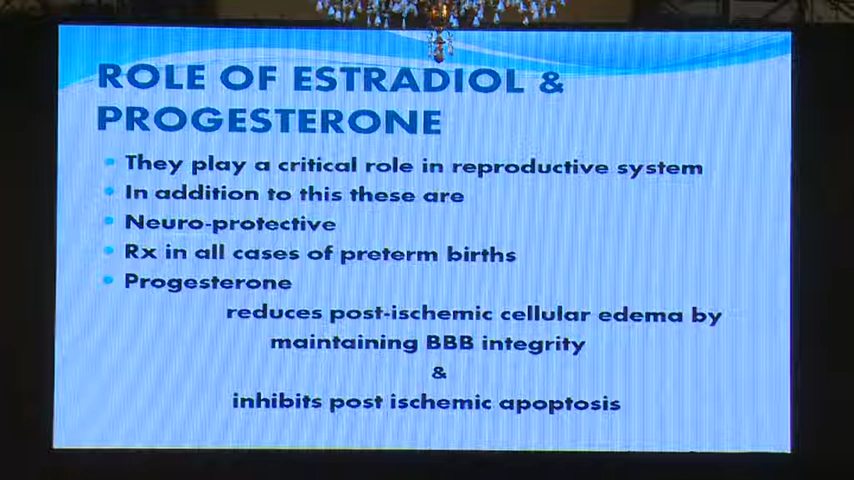 ROLE OF ESTRADIOL &
PROGESTERONE
They play a critical role in reproductive system
In addition to this these are
Neuro-protective
Rx in all cases of preterm births
Progesterone
reduces post-ischemic cellular edema by
maintaining BBB integrity
&
inhibits post ischemic apoptosis